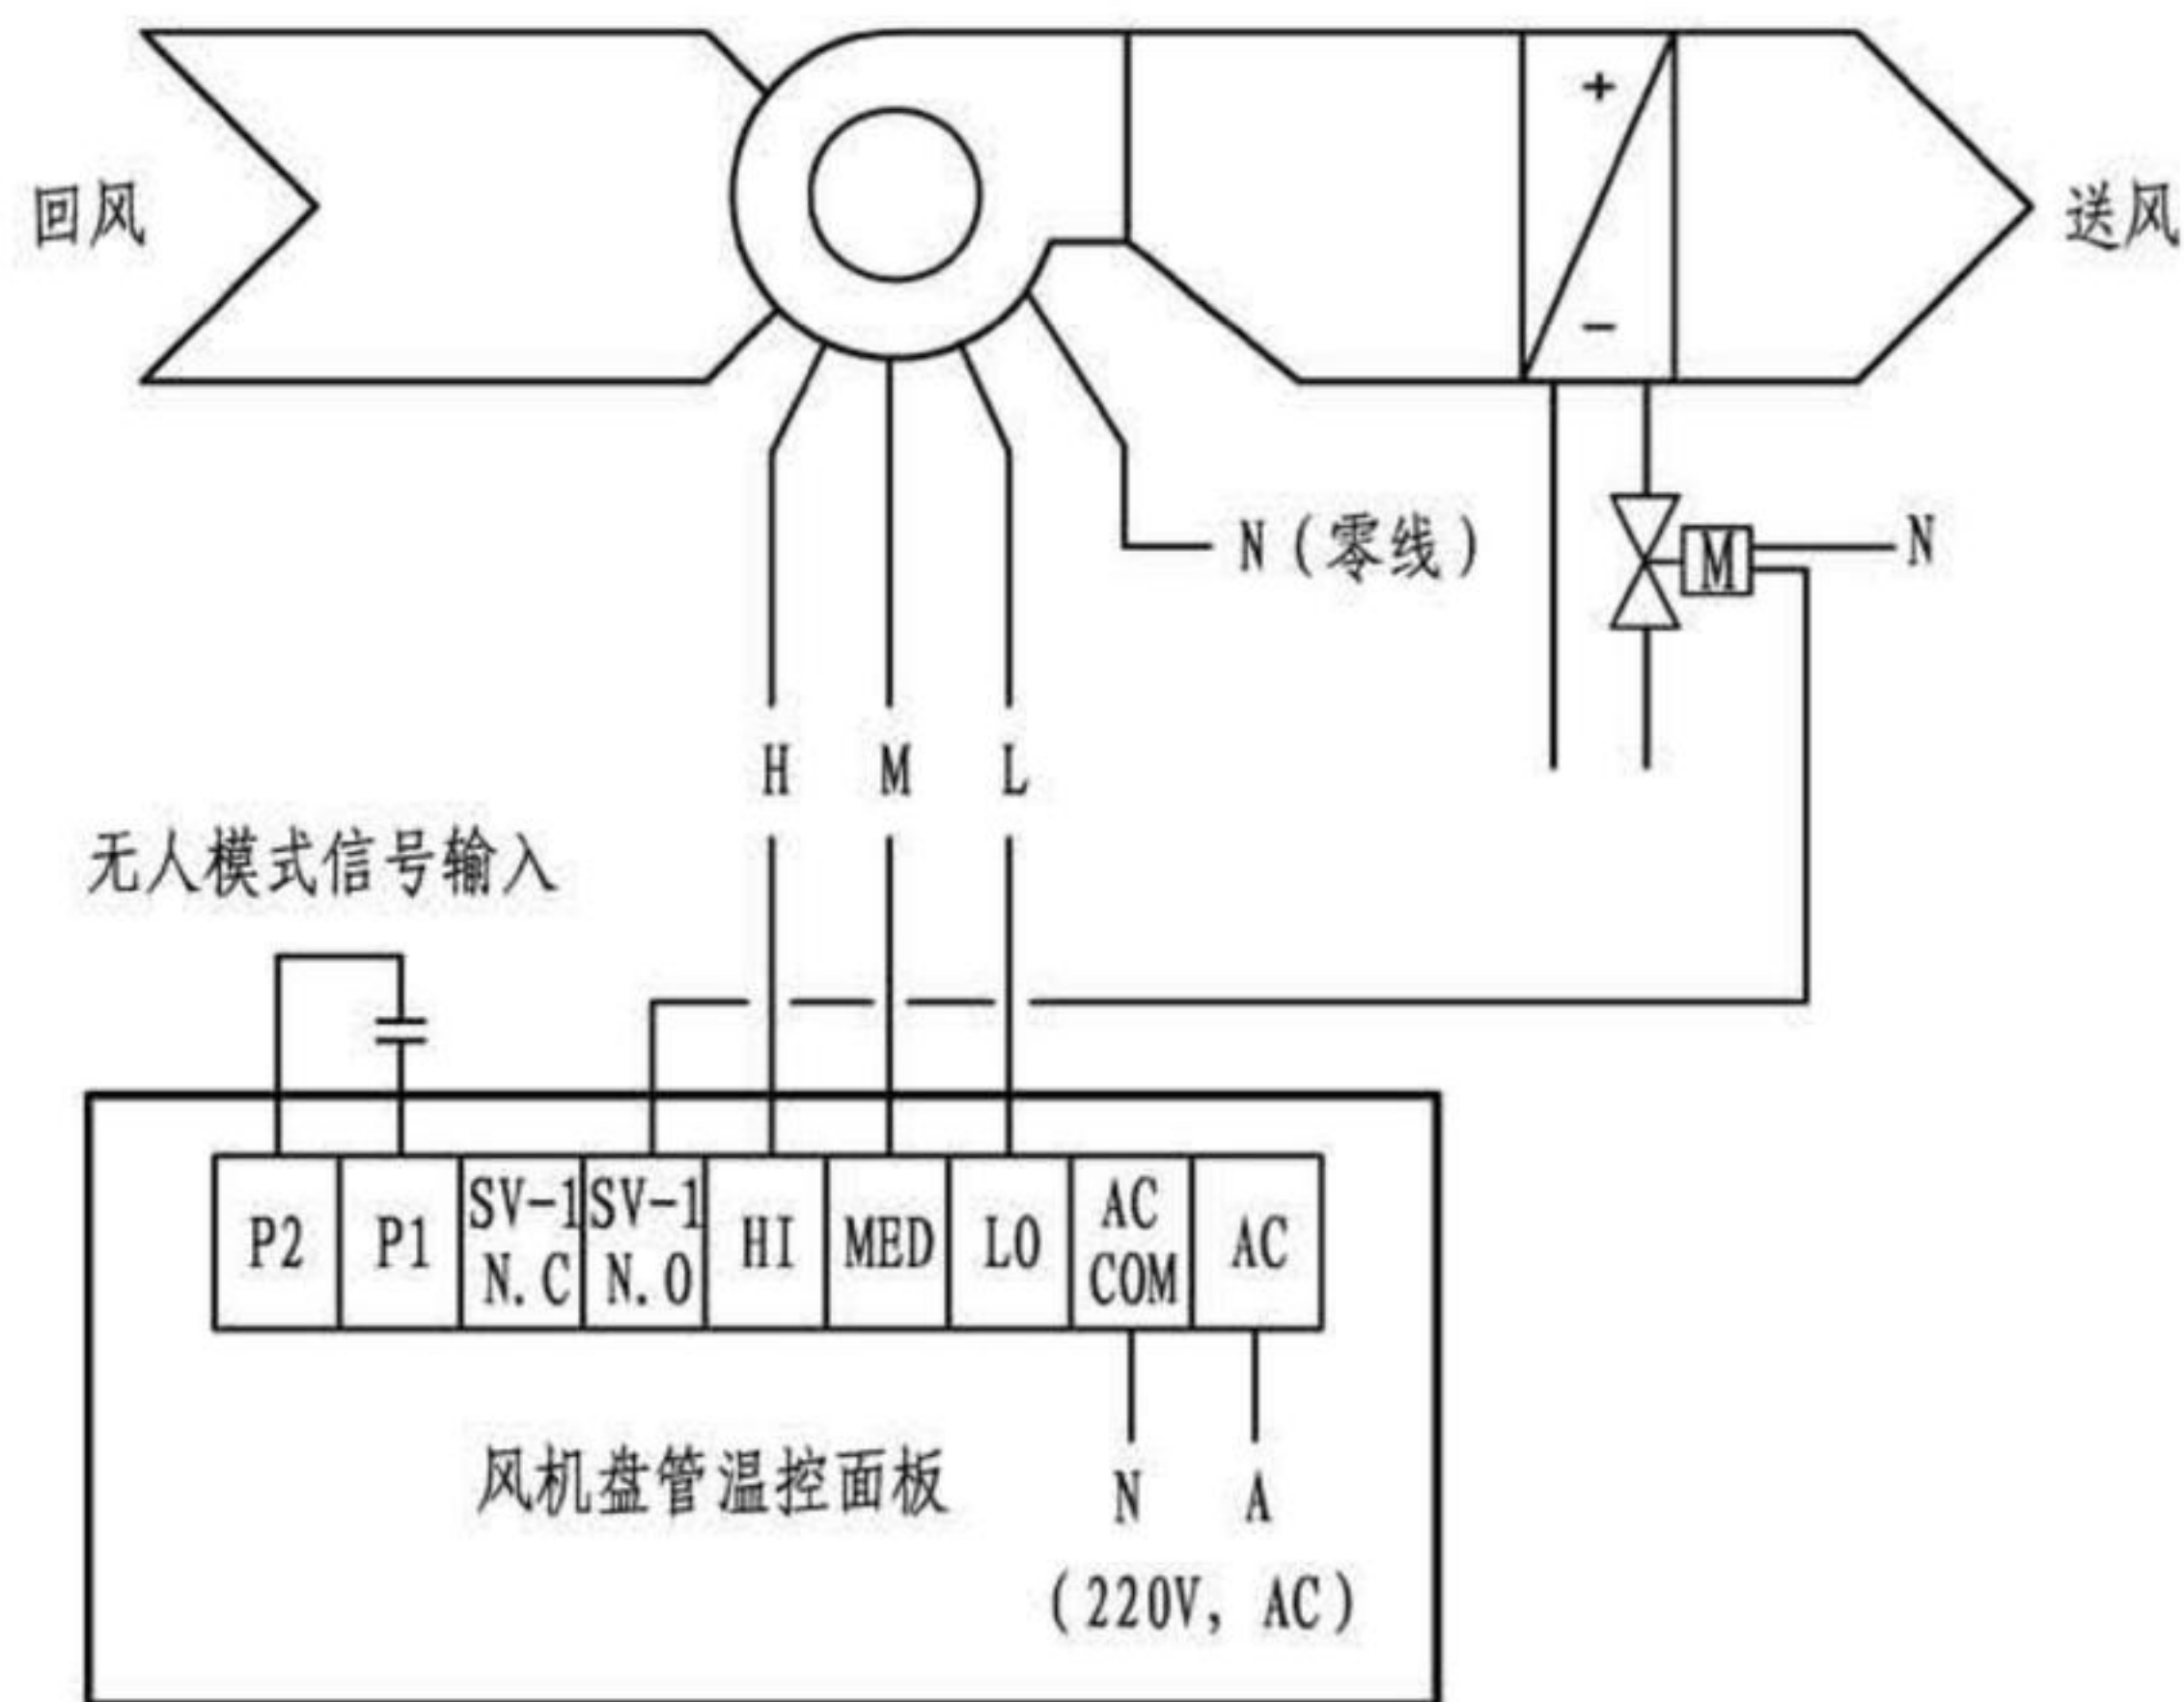 +
回风
送风
-
N(零线)
M
N
H M L
无人模式信号输入
P2 P1 SV-1 N.C SV-1 N.O HI MED LO AC COM AC
风机盘管温控面板
N A
(220V, AC)